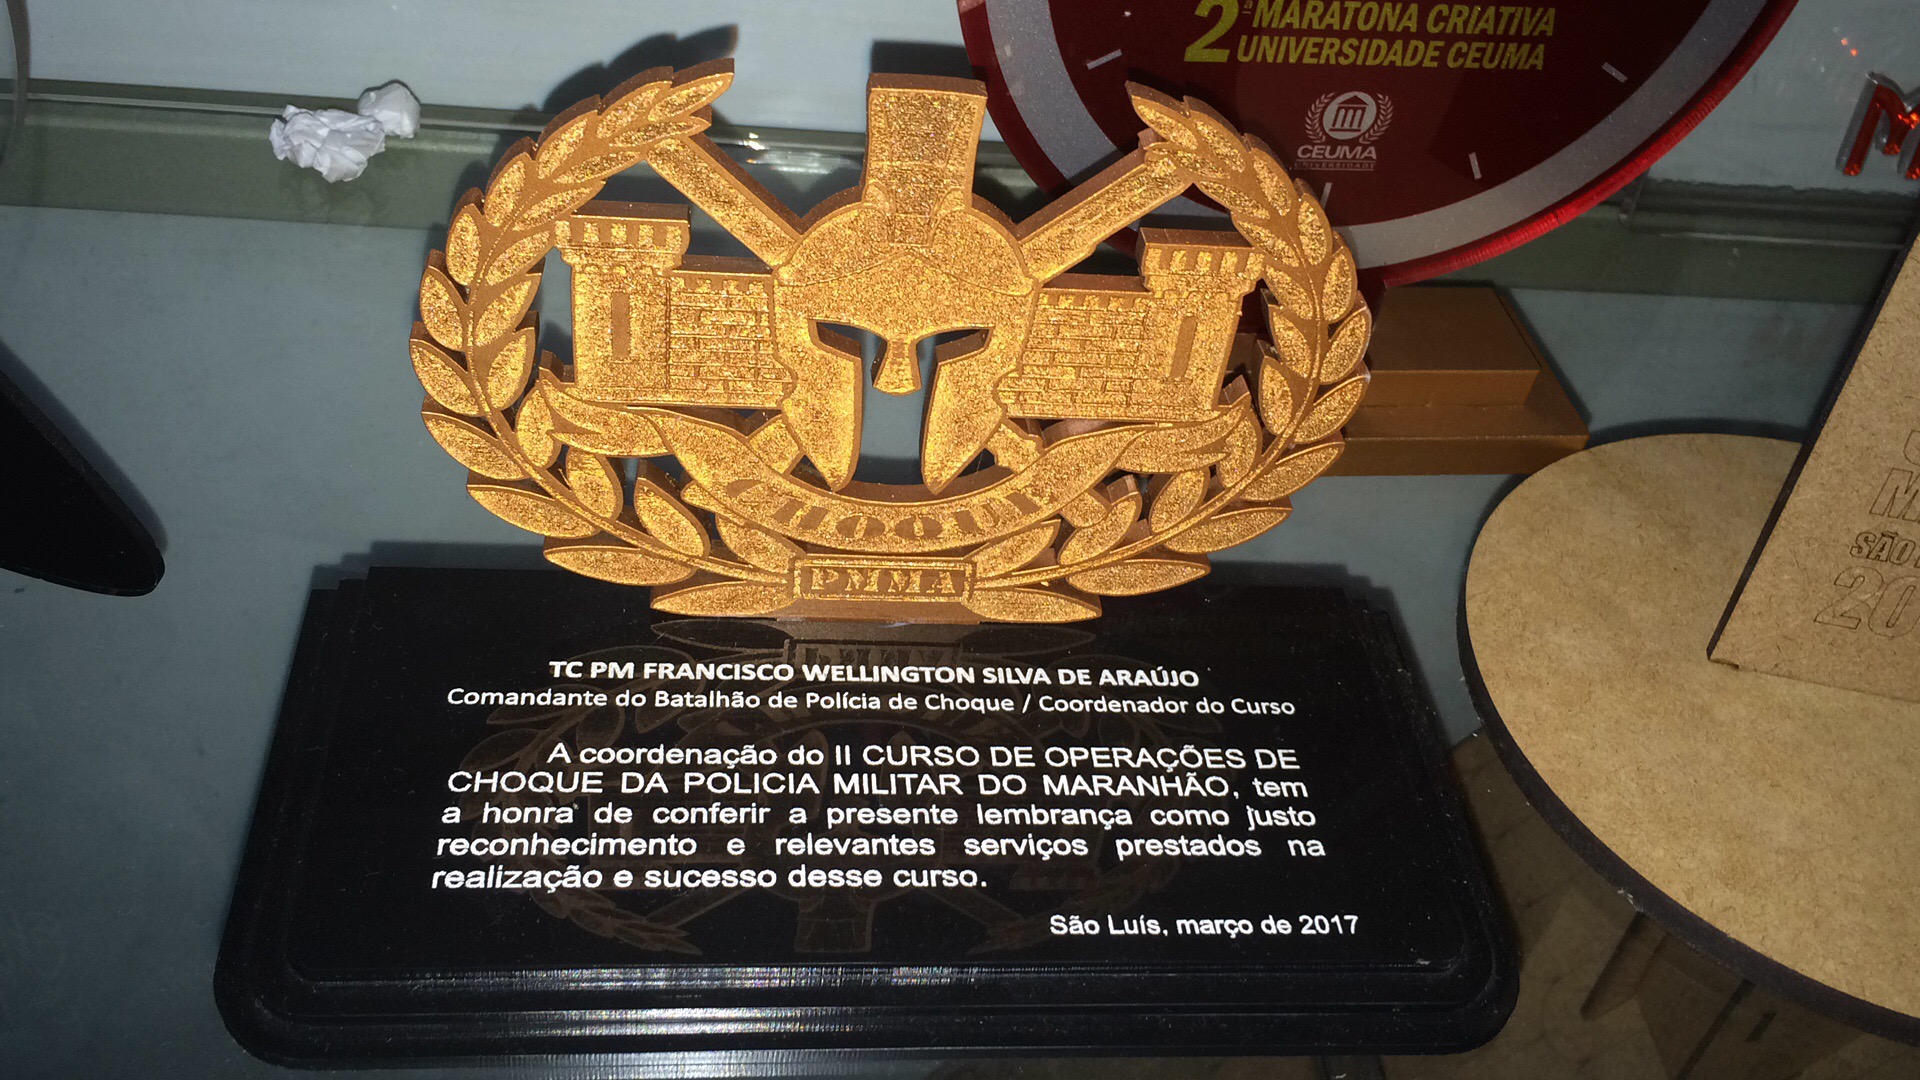 2ª MARATONA CRIATIVA
UNIVERSIDADE CEUMA
CEUMA
UNIVERSIDADE
M
CHOQUE
PMMA
TC PM FRANCISCO WELLINGTON SILVA DE ARAÚJO
Comandante do Batalhão de Polícia de Choque / Coordenador do Curso
A coordenação do II CURSO DE OPERAÇÕES DE
CHOQUE DA POLICIA MILITAR DO MARANHÃO, tem
a honra de conferir a presente lembrança como justo
reconhecimento e relevantes serviços prestados na
realização e sucesso desse curso.
São Luís, março de 2017
SÃO
20